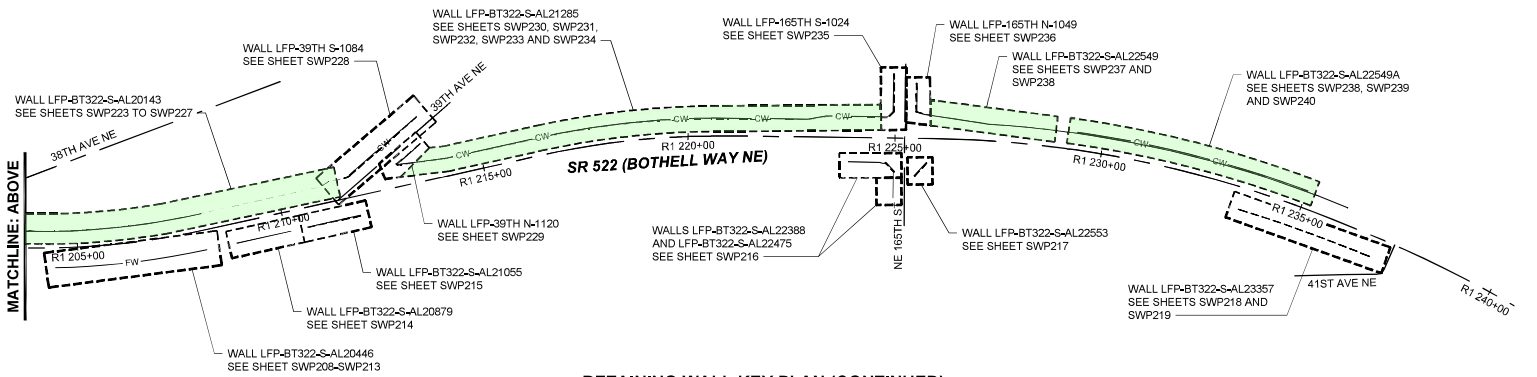 WALL LFP-BT322-S-AL21285
SEE SHEETS SWP230, SWP231,
SWP232, SWP233 AND SWP234
WALL LFP-165TH S-1024
SEE SHEET SWP235
WALL LFP-165TH N-1049
SEE SHEET SWP236
WALL LFP-39TH S-1084
SEE SHEET SWP228
WALL LFP-BT322-S-AL22549
SEE SHEETS SWP237 AND
SWP238
WALL LFP-BT322-S-AL22549A
SEE SHEETS SWP238, SWP239
AND SWP240
WALL LFP-BT322-S-AL20143
SEE SHEETS SWP223 TO SWP227
38TH AVE NE
39TH AVE NE
MATCHLINE: ABOVE
CW
CW
CW
CW
CW
CW
CW
CW
CW
R1 205+00
R1 210+00
R1 215+00
R1 220+00
R1 225+00
R1 230+00
R1 235+00
R1 240+00
SR 522 (BOTHELL WAY NE)
FW
NE 165TH S
41ST AVE NE
WALL LFP-39TH N-1120
SEE SHEET SWP229
WALLS LFP-BT322-S-AL22388
AND LFP-BT322-S-AL22475
SEE SHEET SWP216
WALL LFP-BT322-S-AL22553
SEE SHEET SWP217
WALL LFP-BT322-S-AL21055
SEE SHEET SWP215
WALL LFP-BT322-S-AL23357
SEE SHEETS SWP218 AND
SWP219
WALL LFP-BT322-S-AL20879
SEE SHEET SWP214
WALL LFP-BT322-S-AL20446
SEE SHEET SWP208-SWP213
RETAINING WALL KEY PLAN (CONTINUED)